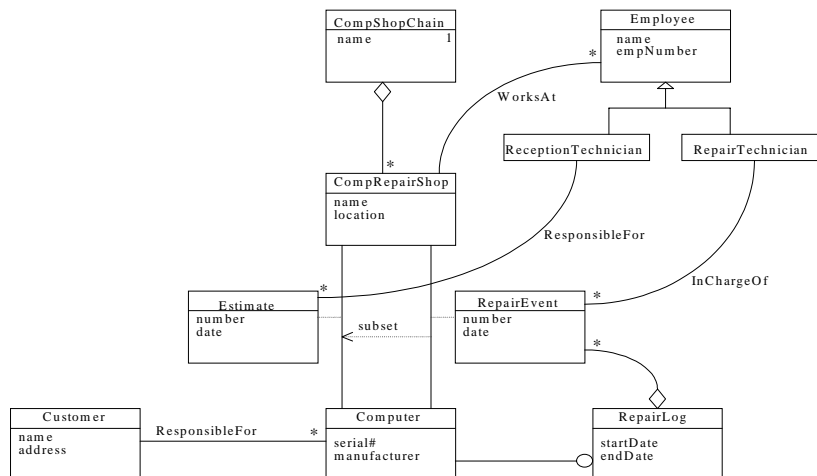 CompShopChain
name 1
Employee
name
empNumber
*
WorksAt
*
ReceptionTechnician
RepairTechnician
CompRepairShop
name
location
ResponsibleFor
InChargeOf
*
Estimate
number
date
subset
RepairEvent
number
date
*
*
Customer
name
address
ResponsibleFor
*
Computer
serial#
manufacturer
RepairLog
startDate
endDate